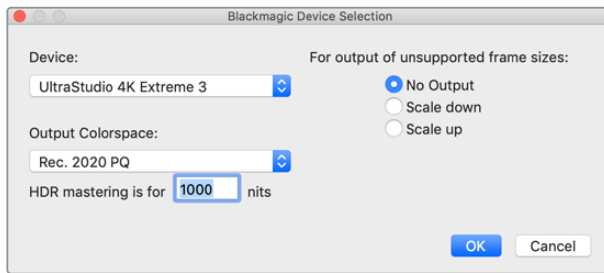 Blackmagic Device Selection
Device:
UltraStudio 4K Extreme 3
Output Colorspace:
Rec. 2020 PQ
HDR mastering is for 1000 nits
For output of unsupported frame sizes:
No Output
Scale down
Scale up
OK Cancel